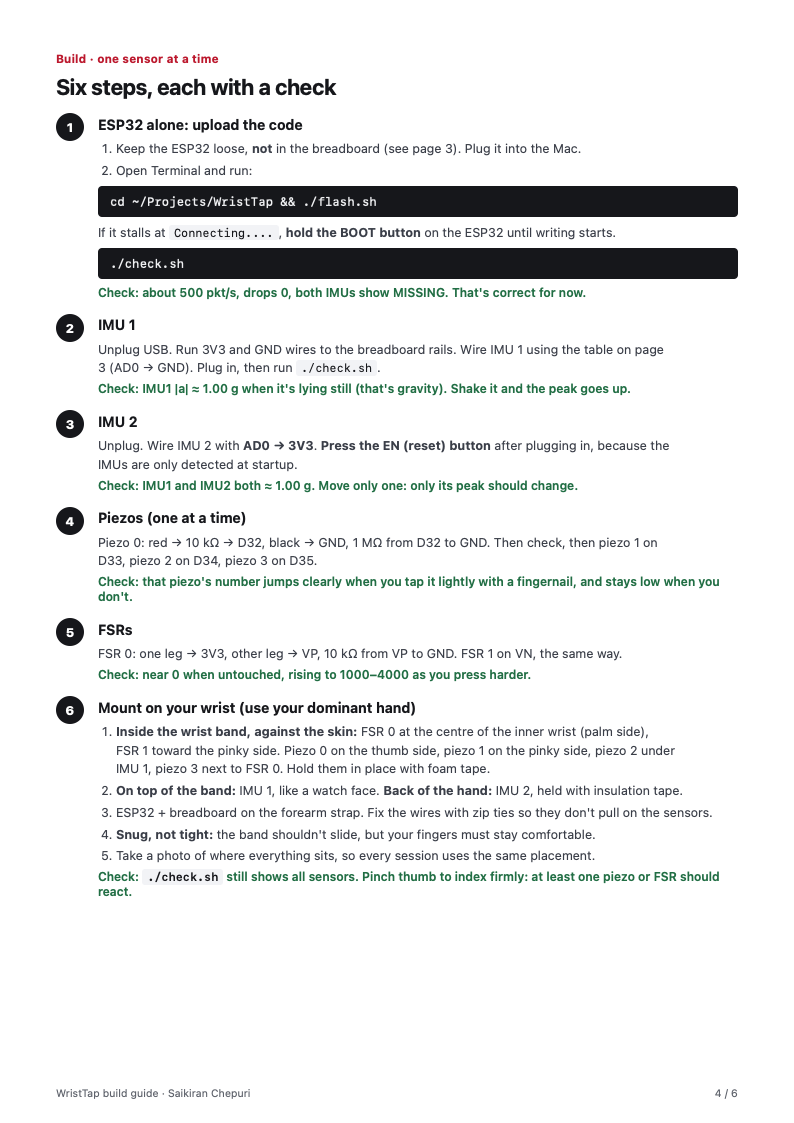 Build · one sensor at a time
Six steps, each with a check
1
ESP32 alone: upload the code
1. Keep the ESP32 loose, not in the breadboard (see page 3). Plug it into the Mac.
2. Open Terminal and run:
cd ~/Projects/WristTap && ./flash.sh
If it stalls at Connecting...., hold the BOOT button on the ESP32 until writing starts.
./check.sh
Check: about 500 pkt/s, drops 0, both IMUs show MISSING. That's correct for now.
2
IMU 1
Unplug USB. Run 3V3 and GND wires to the breadboard rails. Wire IMU 1 using the table on page
3 (AD0 → GND). Plug in, then run ./check.sh.
Check: IMU1 |a| ≈ 1.00 g when it's lying still (that's gravity). Shake it and the peak goes up.
3
IMU 2
Unplug. Wire IMU 2 with AD0 → 3V3. Press the EN (reset) button after plugging in, because the
IMUs are only detected at startup.
Check: IMU1 and IMU2 both ≈ 1.00 g. Move only one: only its peak should change.
4
Piezos (one at a time)
Piezo 0: red → 10 kΩ → D32, black → GND, 1 MΩ from D32 to GND. Then check, then piezo 1 on
D33, piezo 2 on D34, piezo 3 on D35.
Check: that piezo's number jumps clearly when you tap it lightly with a fingernail, and stays low when you
don't.
5
FSRs
FSR 0: one leg → 3V3, other leg → VP, 10 kΩ from VP to GND. FSR 1 on VN, the same way.
Check: near 0 when untouched, rising to 1000–4000 as you press harder.
6
Mount on your wrist (use your dominant hand)
1. Inside the wrist band, against the skin: FSR 0 at the centre of the inner wrist (palm side),
FSR 1 toward the pinky side. Piezo 0 on the thumb side, piezo 1 on the pinky side, piezo 2 under
IMU 1, piezo 3 next to FSR 0. Hold them in place with foam tape.
2. On top of the band: IMU 1, like a watch face. Back of the hand: IMU 2, held with insulation tape.
3. ESP32 + breadboard on the forearm strap. Fix the wires with zip ties so they don't pull on the sensors.
4. Snug, not tight: the band shouldn't slide, but your fingers must stay comfortable.
5. Take a photo of where everything sits, so every session uses the same placement.
Check: ./check.sh still shows all sensors. Pinch thumb to index firmly: at least one piezo or FSR should
react.
WristTap build guide · Saikiran Chepuri
4 / 6